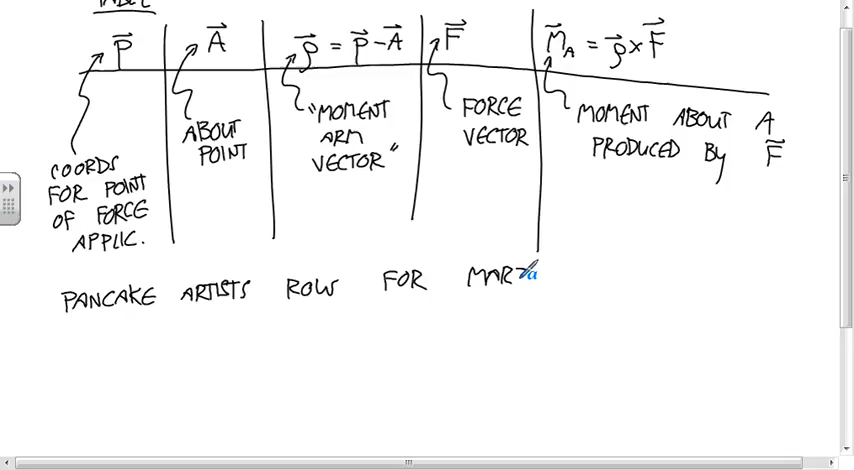 P⃗
A⃗
ρ⃗ = P⃗ - A⃗
F⃗
M⃗A = ρ⃗ × F⃗
COORDS
FOR POINT
OF FORCE
APPLIC.
ABOUT
POINT
"MOMENT
ARM
VECTOR"
FORCE
VECTOR
MOMENT ABOUT A
PRODUCED BY F⃗
PANCAKE ARTISTS ROW FOR